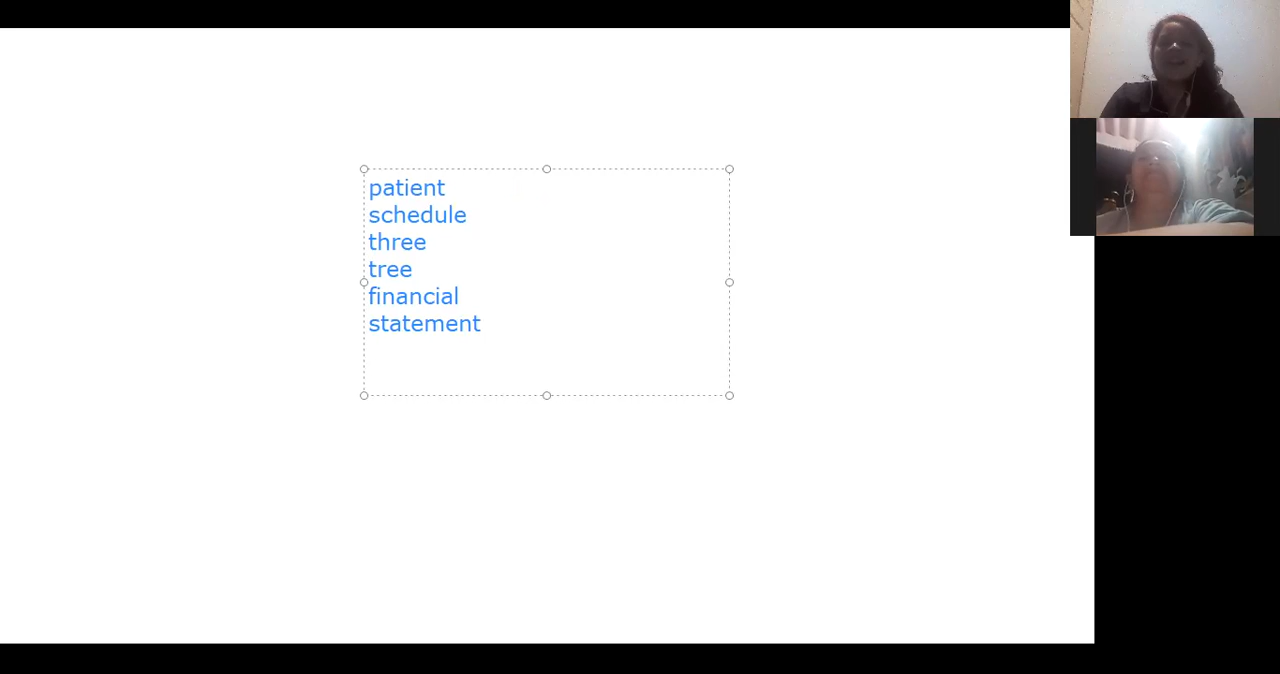 patient
schedule
three
tree
financial
statement